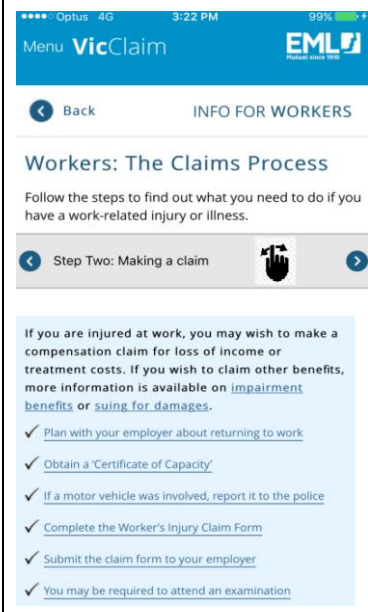 Optus 4G 3:22 PM 99%
Menu VicClaim EML
Mutual since 1910
Back INFO FOR WORKERS
Workers: The Claims Process
Follow the steps to find out what you need to do if you
have a work-related injury or illness.
Step Two: Making a claim
If you are injured at work, you may wish to make a
compensation claim for loss of income or
treatment costs. If you wish to claim other benefits,
more information is available on impairment
benefits or suing for damages.
✓ Plan with your employer about returning to work
✓ Obtain a ‘Certificate of Capacity’
✓ If a motor vehicle was involved, report it to the police
✓ Complete the Worker's Injury Claim Form
✓ Submit the claim form to your employer
✓ You may be required to attend an examination